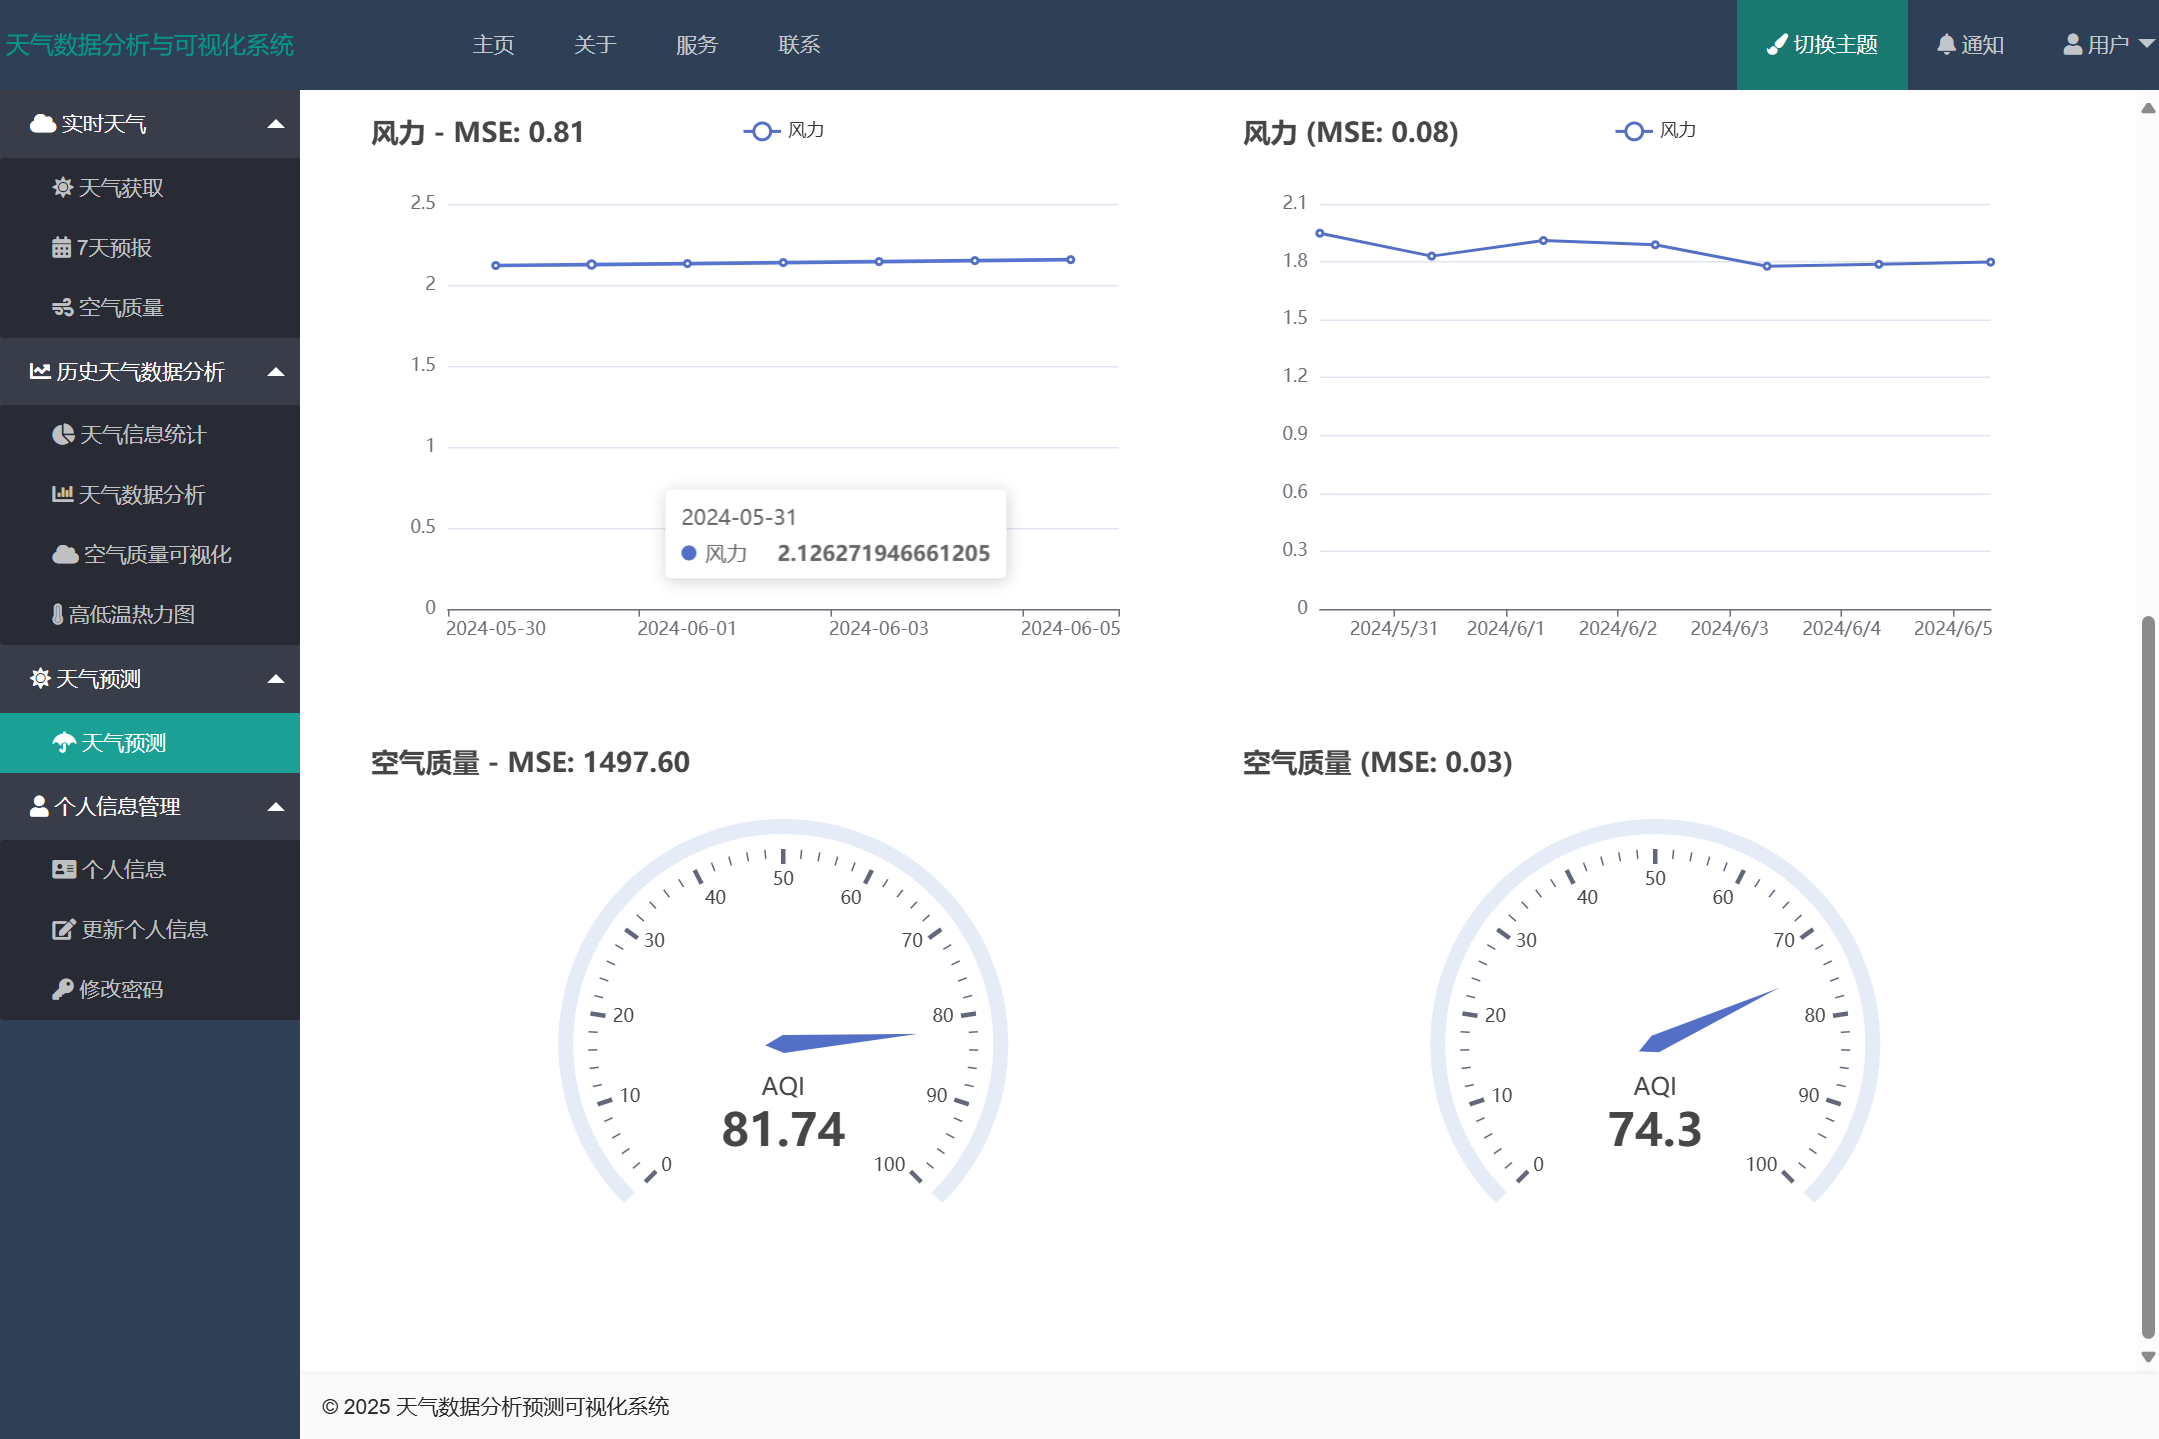 天气数据分析与可视化系统
主页
关于
服务
联系
切换主题
通知
用户
实时天气
天气获取
7天预报
空气质量
历史天气数据分析
天气信息统计
天气数据分析
空气质量可视化
高低温热力图
天气预测
天气预测
个人信息管理
个人信息
更新个人信息
修改密码
风力 - MSE: 0.81
风力
2.5
2
1.5
1
0.5
0
2024-05-30
2024-06-01
2024-06-03
2024-06-05
2024-05-31
风力 2.126271946661205
风力 (MSE: 0.08)
风力
2.1
1.8
1.5
1.2
0.9
0.6
0.3
0
2024/5/31
2024/6/1
2024/6/2
2024/6/3
2024/6/4
2024/6/5
空气质量 - MSE: 1497.60
0
10
20
30
40
50
60
70
80
90
100
AQI
81.74
空气质量 (MSE: 0.03)
0
10
20
30
40
50
60
70
80
90
100
AQI
74.3
© 2025 天气数据分析预测可视化系统